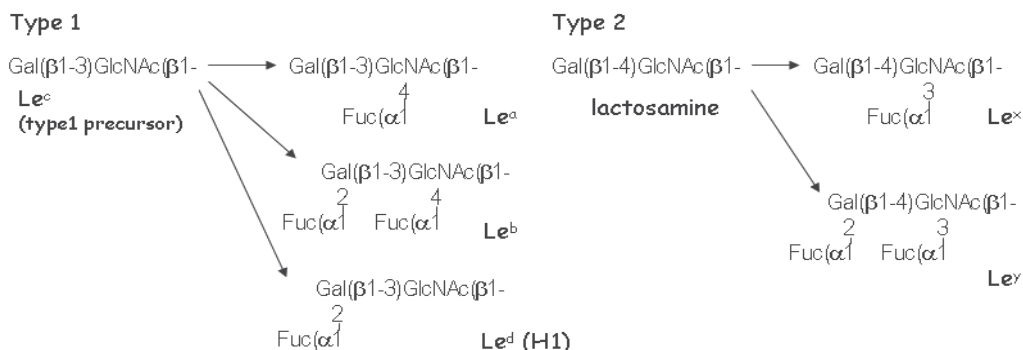 Type 1
Type 2
Gal(β1-3)GlcNAc(β1-
Gal(β1-3)GlcNAc(β1-
Gal(β1-4)GlcNAc(β1-
Gal(β1-4)GlcNAc(β1-
Leᶜ
(type1 precursor)
4
Fuc(α1
Leᵃ
lactosamine
3
Fuc(α1
Leˣ
Gal(β1-3)GlcNAc(β1-
2 4
Fuc(α1 Fuc(α1
Leᵇ
Gal(β1-4)GlcNAc(β1-
2 3
Fuc(α1 Fuc(α1
Leʸ
Gal(β1-3)GlcNAc(β1-
2
Fuc(α1
Leᵈ (H1)